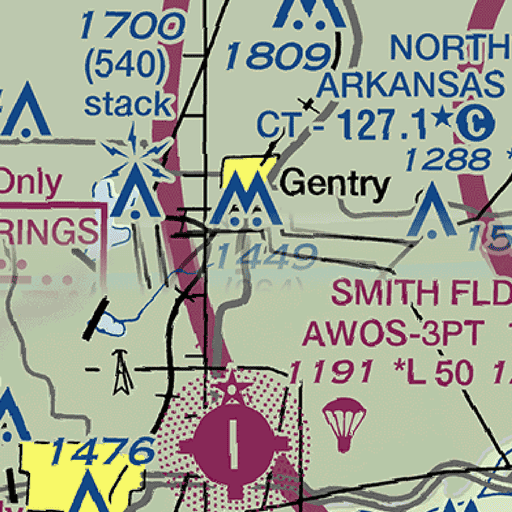 1700
(540)
stack
1809
NORTH
ARKANSAS
CT - 127.1*C
1288 *
Only
Gentry
RINGS
1449
(264)
SMITH FLD
AWOS-3PT
1191 *L 50
1476